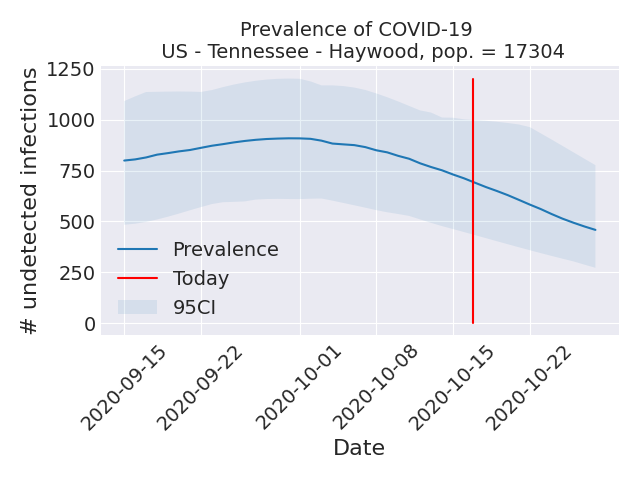 Prevalence of COVID-19
US - Tennessee - Haywood, pop. = 17304
# undetected infections
1250
1000
750
500
250
0
Prevalence
Today
95CI
2020-09-15
2020-09-22
2020-10-01
2020-10-08
2020-10-15
2020-10-22
Date